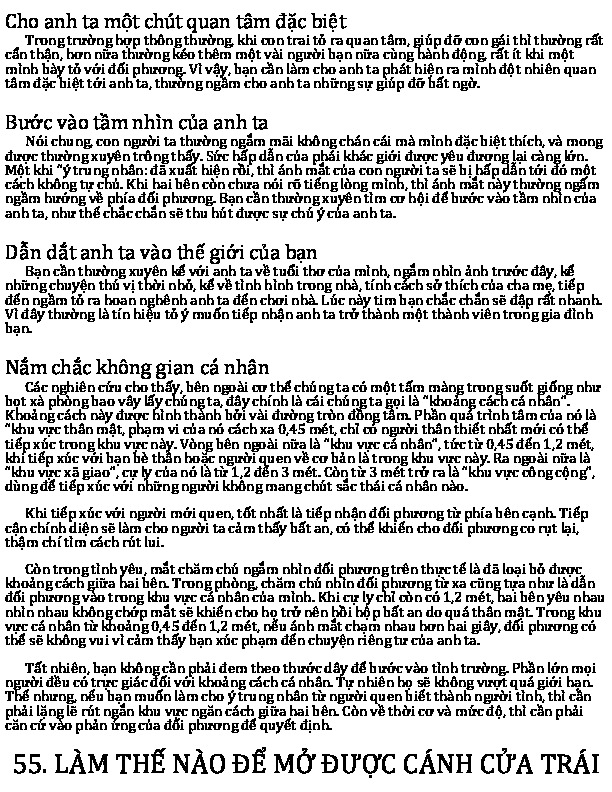 Cho anh ta một chút quan tâm đặc biệt
Trong trường hợp thông thường, khi con trai tỏ ra quan tâm, giúp đỡ con gái thì thường rất
cẩn thận, hơn nữa thường kéo thêm một vài người bạn nữa cùng hành động, rất ít khi một
mình bày tỏ với đối phương. Vì vậy, bạn cần làm cho anh ta phát hiện ra mình đột nhiên quan
tâm đặc biệt tới anh ta, thường ngầm cho anh ta những sự giúp đỡ bất ngờ.
Bước vào tầm nhìn của anh ta
Nói chung, con người ta thường ngắm mãi không chán cái mà mình đặc biệt thích, và mong
được thường xuyên trông thấy. Sức hấp dẫn của phái khác giới được yêu đương lại càng lớn.
Một khi "ý trung nhân: đã xuất hiện rồi, thì ánh mắt của con người ta sẽ bị hấp dẫn tới đó một
cách không tự chủ. Khi hai bên còn chưa nói rõ tiếng lòng mình, thì ánh mắt này thường ngấm
ngầm hướng về phía đối phương. Bạn cần thường xuyên tìm cơ hội để bước vào tầm nhìn của
anh ta, như thế chắc chắn sẽ thu hút được sự chú ý của anh ta.
Dẫn dắt anh ta vào thế giới của bạn
Bạn cần thường xuyên kể với anh ta về tuổi thơ của mình, ngắm nhìn ảnh trước đây, kể
những chuyện thú vị thời nhỏ, kể về tình hình trong nhà, tính cách sở thích của cha mẹ, tiếp
đến ngầm tỏ ra hoan nghênh anh ta đến chơi nhà. Lúc này tim bạn chắc chắn sẽ đập rất nhanh.
Vì đây thường là tín hiệu tỏ ý muốn tiếp nhận anh ta trở thành một thành viên trong gia đình
bạn.
Nắm chắc không gian cá nhân
Các nghiên cứu cho thấy, bên ngoài cơ thể chúng ta có một tấm màng trong suốt giống như
bọt xà phòng bao vây lấy chúng ta, đây chính là cái chúng ta gọi là "khoảng cách cá nhân".
Khoảng cách này được hình thành bởi vài đường tròn đồng tâm. Phần quá trình tâm của nó là
"khu vực thân mật, phạm vi của nó cách xa 0,45 mét, chỉ có người thân thiết nhất mới có thể
tiếp xúc trong khu vực này. Vòng bên ngoài nữa là "khu vực cá nhân", tức từ 0,45 đến 1,2 mét,
khi tiếp xúc với bạn bè thân hoặc người quen về cơ bản là trong khu vực này. Ra ngoài nữa là
"khu vực xã giao", cự ly của nó là từ 1,2 đến 3 mét. Còn từ 3 mét trở ra là "khu vực công cộng",
dùng để tiếp xúc với những người không mang chút sắc thái cá nhân nào.
Khi tiếp xúc với người mới quen, tốt nhất là tiếp nhận đối phương từ phía bên cạnh. Tiếp
cận chính diện sẽ làm cho người ta cảm thấy bất an, có thể khiến cho đối phương co rụt lại,
thậm chí tìm cách rút lui.
Còn trong tình yêu, mắt chăm chú ngắm nhìn đối phương trên thực tế là đã loại bỏ được
khoảng cách giữa hai bên. Trong phòng, chăm chú nhìn đối phương từ xa cũng tựa như là dẫn
đối phương vào trong khu vực cá nhân của mình. Khi cự ly chỉ còn có 1,2 mét, hai bên yêu nhau
nhìn nhau không chớp mắt sẽ khiến cho họ trở nên hồi hộp bất an do quá thân mật. Trong khu
vực cá nhân từ khoảng 0,45 đến 1,2 mét, nếu ánh mắt chạm nhau hơn hai giây, đối phương có
thể sẽ không vui vì cảm thấy bạn xúc phạm đến chuyện riêng tư của anh ta.
Tất nhiên, bạn không cần phải đem theo thước dây để bước vào tình trường. Phần lớn mọi
người đều có trực giác đối với khoảng cách cá nhân. Tự nhiên họ sẽ không vượt quá giới hạn.
Thế nhưng, nếu bạn muốn làm cho ý trung nhân từ người quen biết thành người tình, thì cần
phải lặng lẽ rút ngắn khu vực ngăn cách giữa hai bên. Còn về thời cơ và mức độ, thì cần phải
căn cứ vào phản ứng của đối phương để quyết định.
55. LÀM THẾ NÀO ĐỂ MỞ ĐƯỢC CÁNH CỬA TRÁI